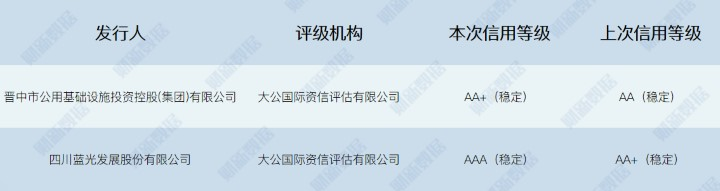 发行人 评级机构 本次信用等级 上次信用等级
晋中市公用基础设施投资控股(集团)有限公司 大公国际资信评估有限公司 AA+（稳定） AA（稳定）
四川蓝光发展股份有限公司 大公国际资信评估有限公司 AAA（稳定） AA+（稳定）